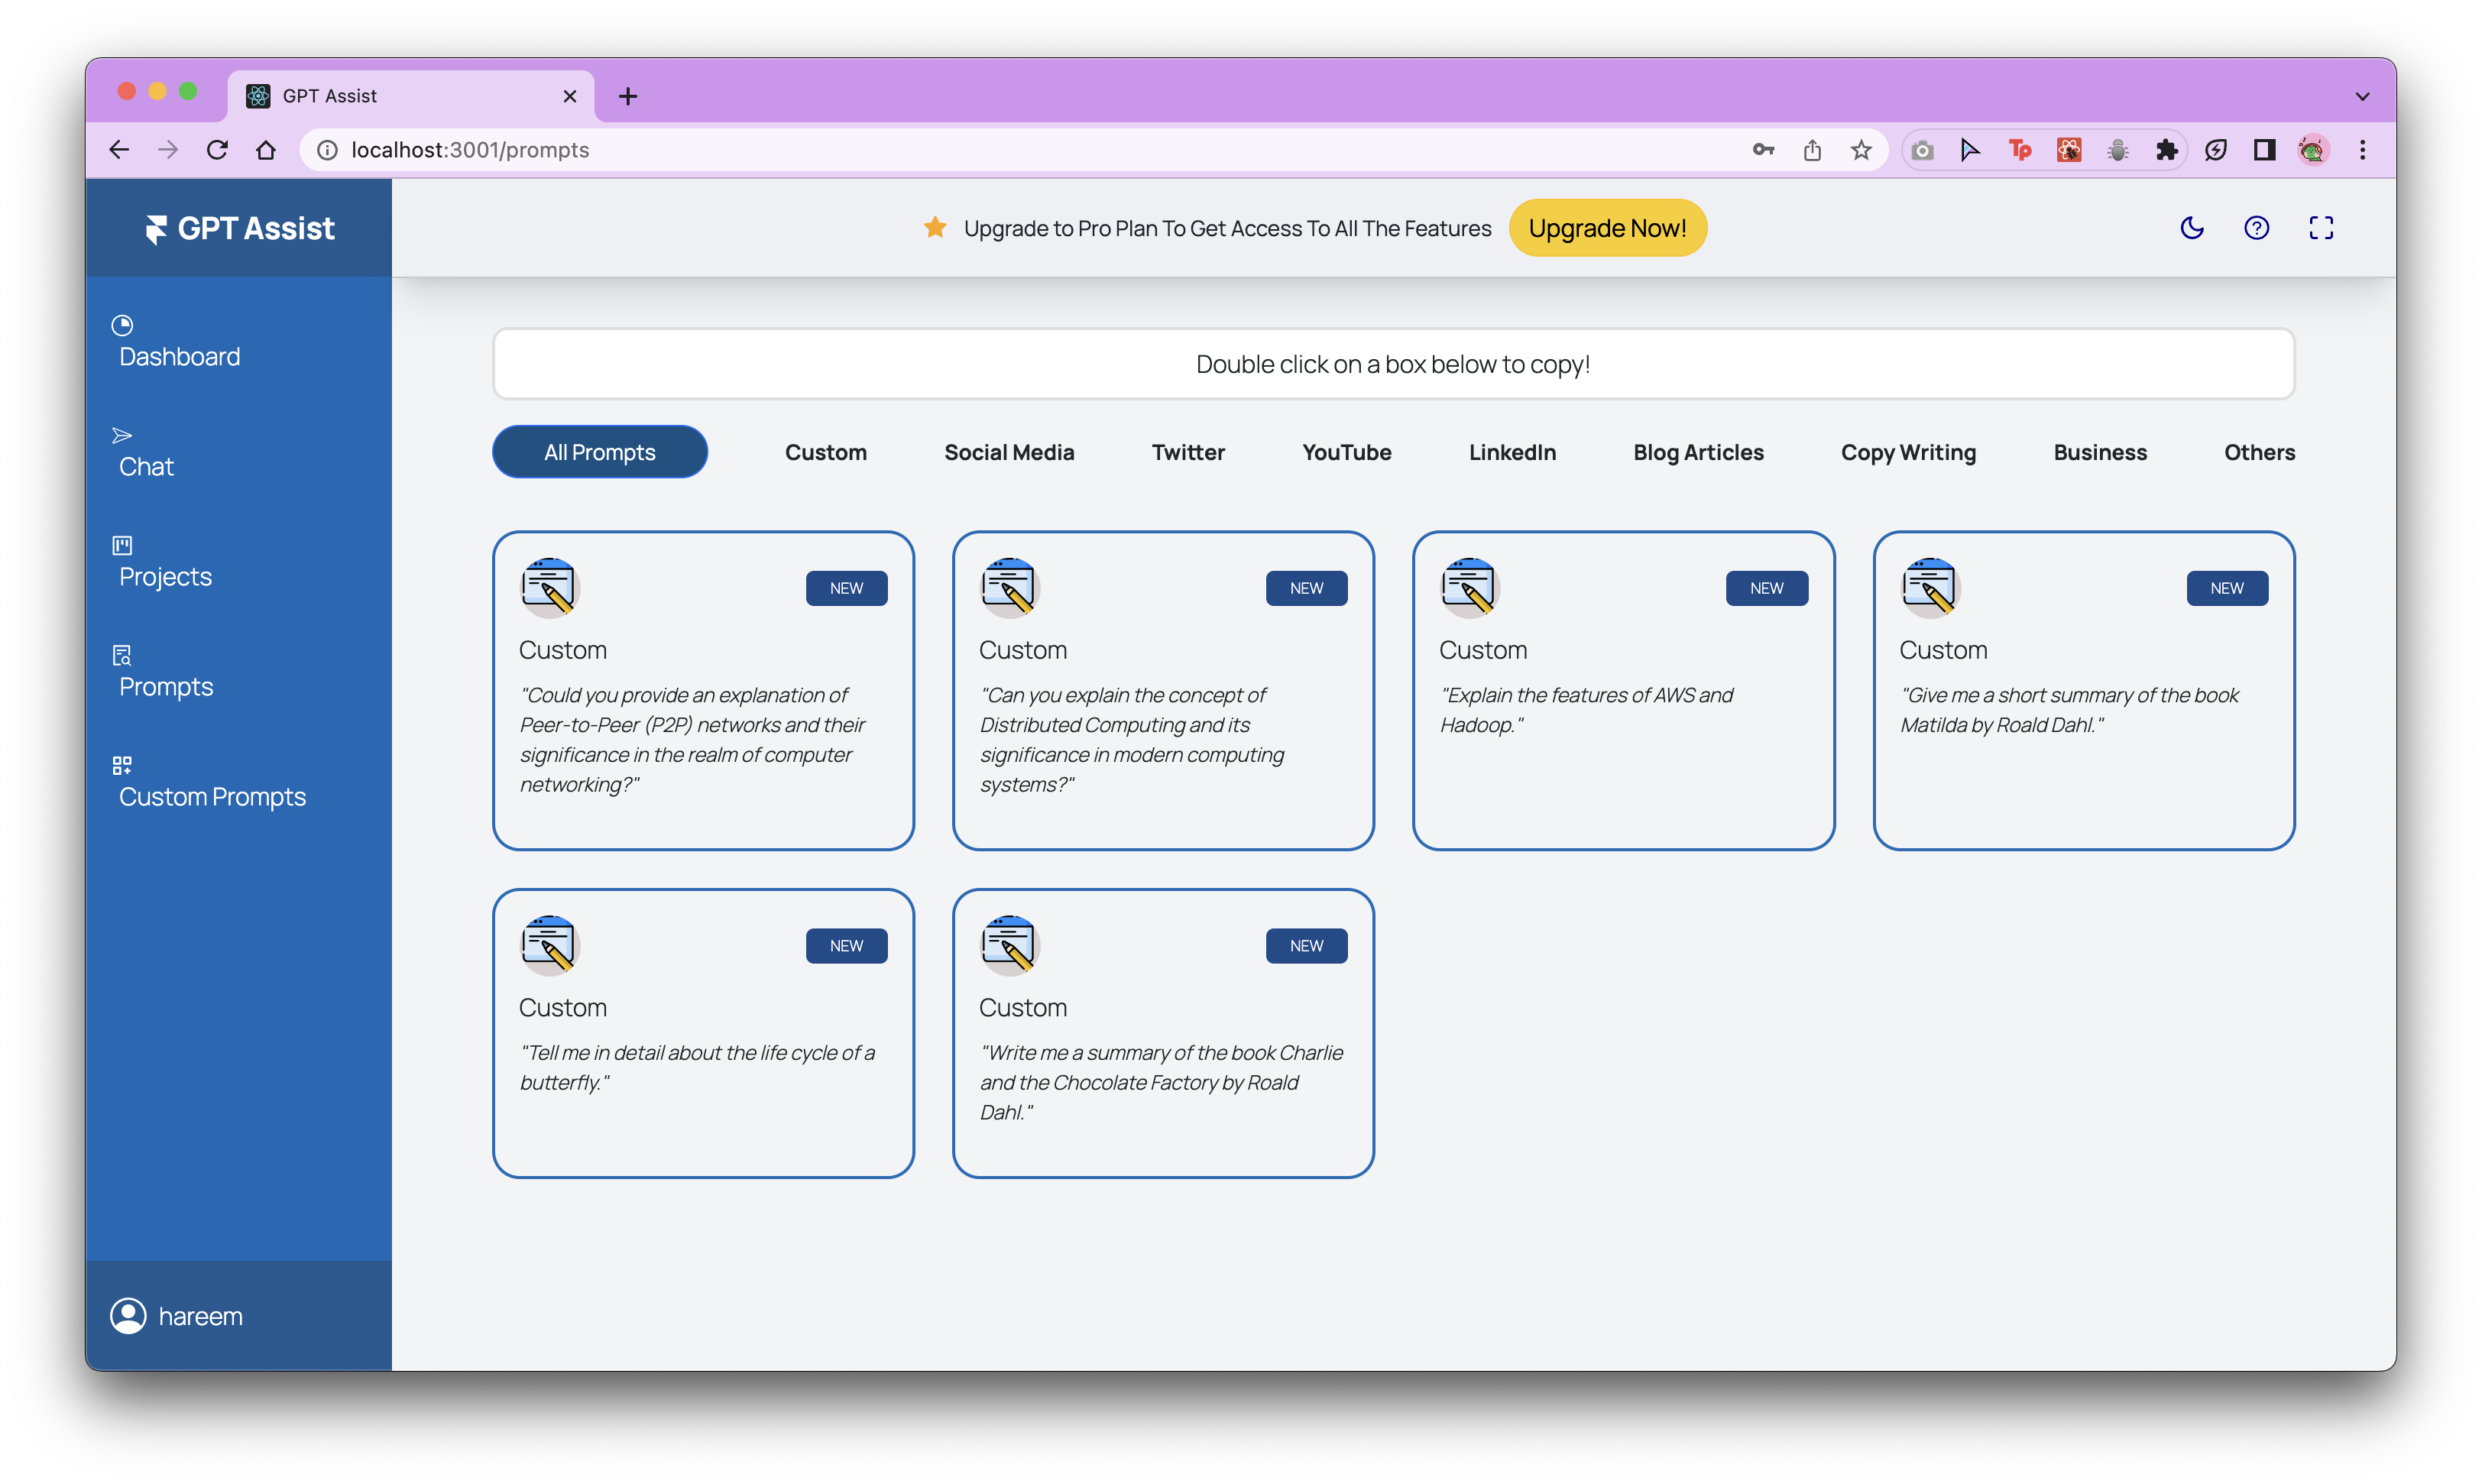 GPT Assist
localhost:3001/prompts
GPT Assist
Upgrade to Pro Plan To Get Access To All The Features
Upgrade Now!
Dashboard
Chat
Projects
Prompts
Custom Prompts
hareem
Double click on a box below to copy!
All Prompts
Custom
Social Media
Twitter
YouTube
LinkedIn
Blog Articles
Copy Writing
Business
Others
NEW
Custom
"Could you provide an explanation of
Peer-to-Peer (P2P) networks and their
significance in the realm of computer
networking?"
NEW
Custom
"Can you explain the concept of
Distributed Computing and its
significance in modern computing
systems?"
NEW
Custom
"Explain the features of AWS and
Hadoop."
NEW
Custom
"Give me a short summary of the book
Matilda by Roald Dahl."
NEW
Custom
"Tell me in detail about the life cycle of a
butterfly."
NEW
Custom
"Write me a summary of the book Charlie
and the Chocolate Factory by Roald
Dahl."